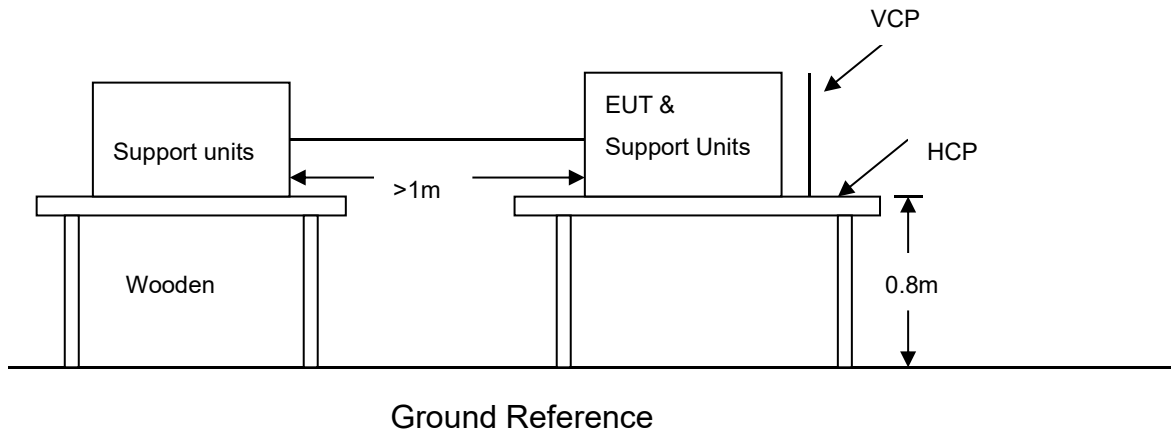 VCP
EUT &
Support Units
Support units
HCP
>1m
Wooden
0.8m
Ground Reference